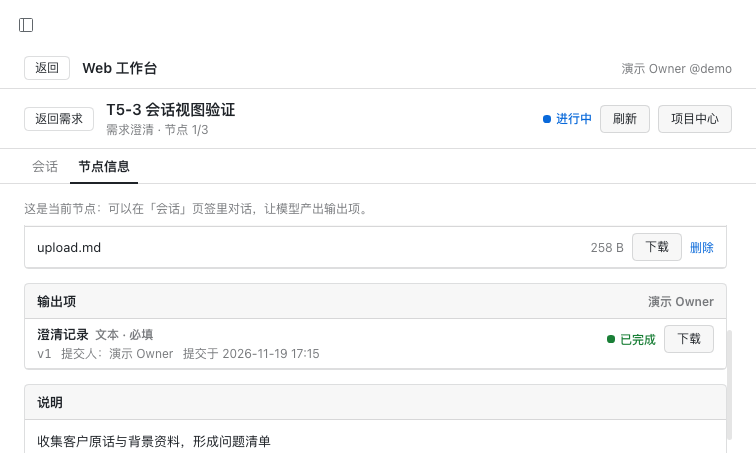 返回 Web 工作台 演示 Owner @demo
返回需求 T5-3 会话视图验证 进行中 刷新 项目中心
需求澄清 · 节点 1/3
会话 节点信息
这是当前节点：可以在「会话」页签里对话，让模型产出输出项。
upload.md 258 B 下载 删除
输出项 演示 Owner
澄清记录 文本 · 必填 已完成 下载
v1 提交人：演示 Owner 提交于 2026-11-19 17:15
说明
收集客户原话与背景资料，形成问题清单